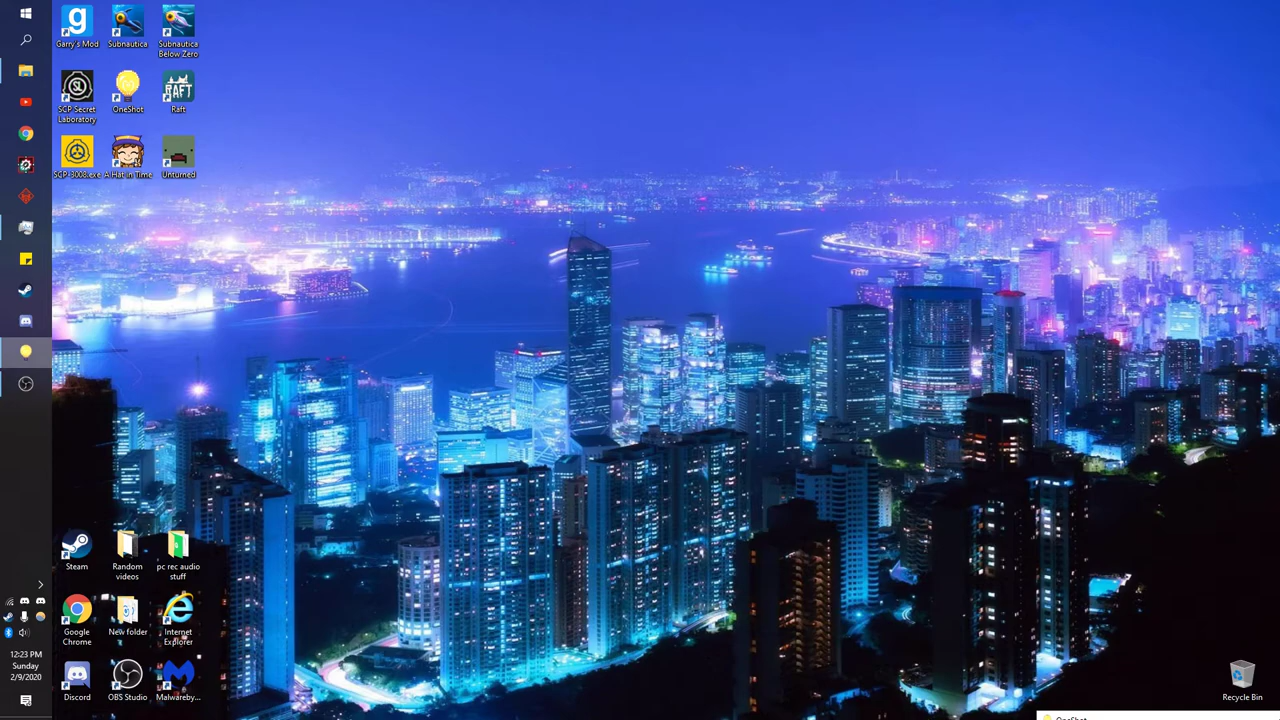 Garry's Mod
Subnautica
Subnautica
Below Zero
SCP Secret
Laboratory
OneShot
RAFT
Raft
SCP-3008.exe
A Hat in Time
Unturned
Steam
Random
videos
pc rec audio
stuff
Google
Chrome
New folder
Internet
Explorer
Discord
OBS Studio
Malwareby...
12:23 PM
Sunday
2/9/2020
Recycle Bin
OneShot